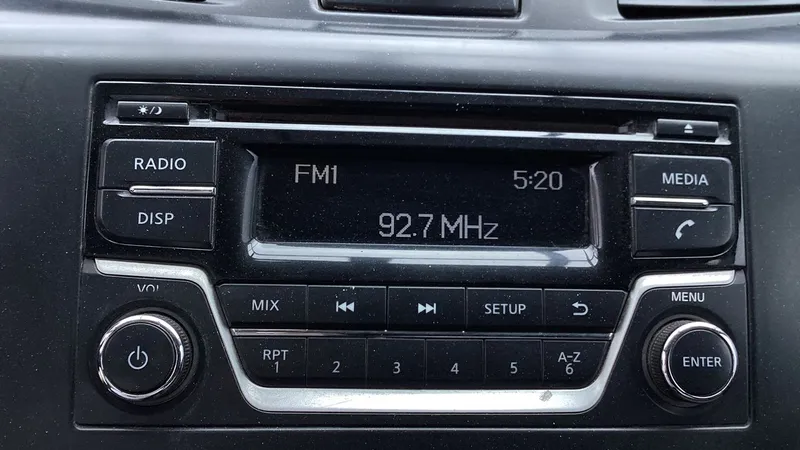 RADIO
DISP
FM1 5:20
92.7 MHz
MEDIA
VOL
MIX
SETUP
MENU
RPT
1
2
3
4
5
A-Z
6
ENTER